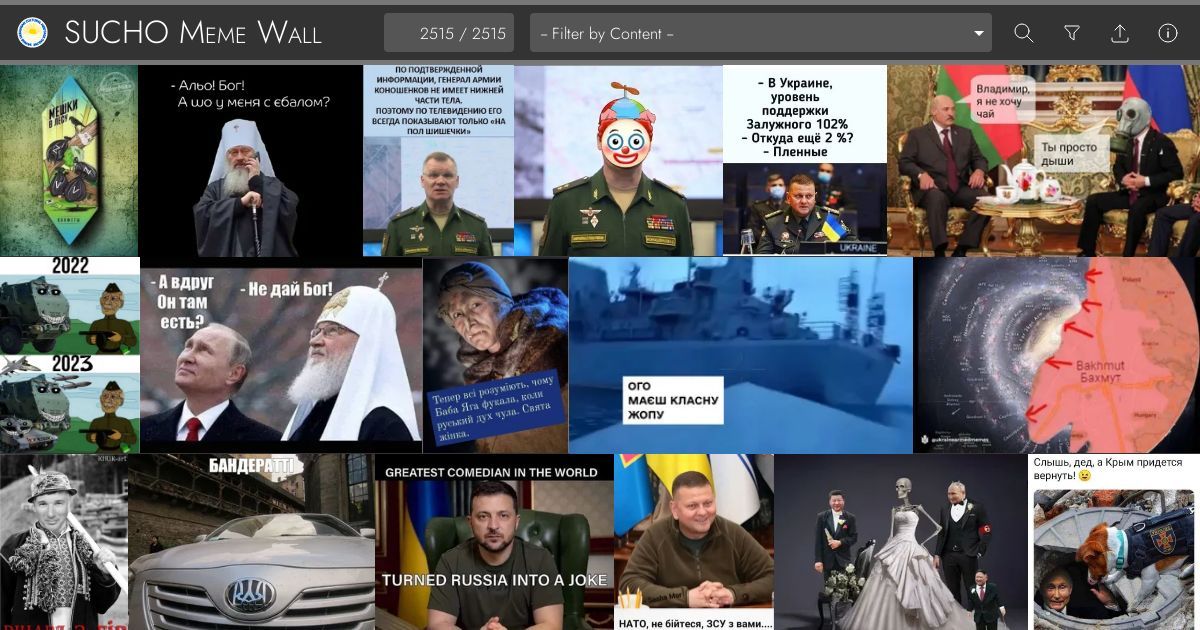 SUCHO Meme Wall
2515 / 2515
– Filter by Content –
МЕШКИ
В ЛЕСУ
- Альо! Бог!
А шо у меня с єбалом?
ПО ПОДТВЕРЖДЕННОЙ
ИНФОРМАЦИИ, ГЕНЕРАЛ АРМИИ
КОНОШЕНКОВ НЕ ИМЕЕТ НИЖНЕЙ
ЧАСТИ ТЕЛА.
ПОЭТОМУ ПО ТЕЛЕВИДЕНИЮ ЕГО
ВСЕГДА ПОКАЗЫВАЮТ ТОЛЬКО «НА
ПОЛ ШИШЕЧКИ»
– В Украине,
уровень
поддержки
Залужного 102%
– Откуда ещё 2 %?
– Пленные
UKRAINE
Владимир,
я не хочу
чай
Ты просто
дыши
2022
2023
- А вдруг
Он там
есть?
- Не дай Бог!
Тепер всі розуміють, чому
Баба Яга фукала, коли
руський дух чула. Свята
жінка.
ОГО
МАЄШ КЛАСНУ
ЖОПУ
Poland
Bakhmut
Бахмут
Hungary
@ukrainearmedmemes
БАНДЕРАТТІ
GREATEST COMEDIAN IN THE WORLD
TURNED RUSSIA INTO A JOKE
НАТО, не бійтеся, ЗСУ з вами....
Слышь, дед, а Крым придется
вернуть! 😉